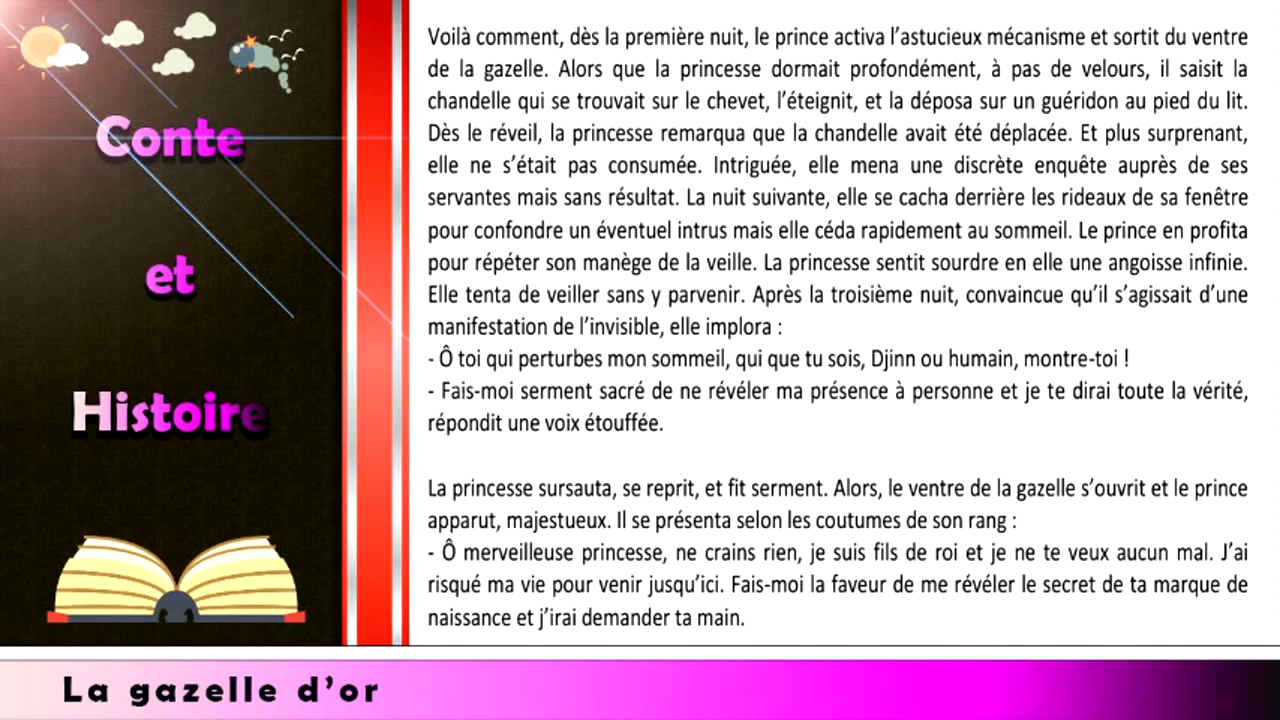 Conte
et
Histoire
Voilà comment, dès la première nuit, le prince activa l’astucieux mécanisme et sortit du ventre
de la gazelle. Alors que la princesse dormait profondément, à pas de velours, il saisit la
chandelle qui se trouvait sur le chevet, l’éteignit, et la déposa sur un guéridon au pied du lit.
Dès le réveil, la princesse remarqua que la chandelle avait été déplacée. Et plus surprenant,
elle ne s’était pas consumée. Intriguée, elle mena une discrète enquête auprès de ses
servantes mais sans résultat. La nuit suivante, elle se cacha derrière les rideaux de sa fenêtre
pour confondre un éventuel intrus mais elle céda rapidement au sommeil. Le prince en profita
pour répéter son manège de la veille. La princesse sentit sourdre en elle une angoisse infinie.
Elle tenta de veiller sans y parvenir. Après la troisième nuit, convaincue qu’il s’agissait d’une
manifestation de l’invisible, elle implora :
- Ô toi qui perturbes mon sommeil, qui que tu sois, Djinn ou humain, montre-toi !
- Fais-moi serment sacré de ne révéler ma présence à personne et je te dirai toute la vérité,
répondit une voix étouffée.
La princesse sursauta, se reprit, et fit serment. Alors, le ventre de la gazelle s’ouvrit et le prince
apparut, majestueux. Il se présenta selon les coutumes de son rang :
- Ô merveilleuse princesse, ne crains rien, je suis fils de roi et je ne te veux aucun mal. J’ai
risqué ma vie pour venir jusqu’ici. Fais-moi la faveur de me révéler le secret de ta marque de
naissance et j’irai demander ta main.
La gazelle d’or